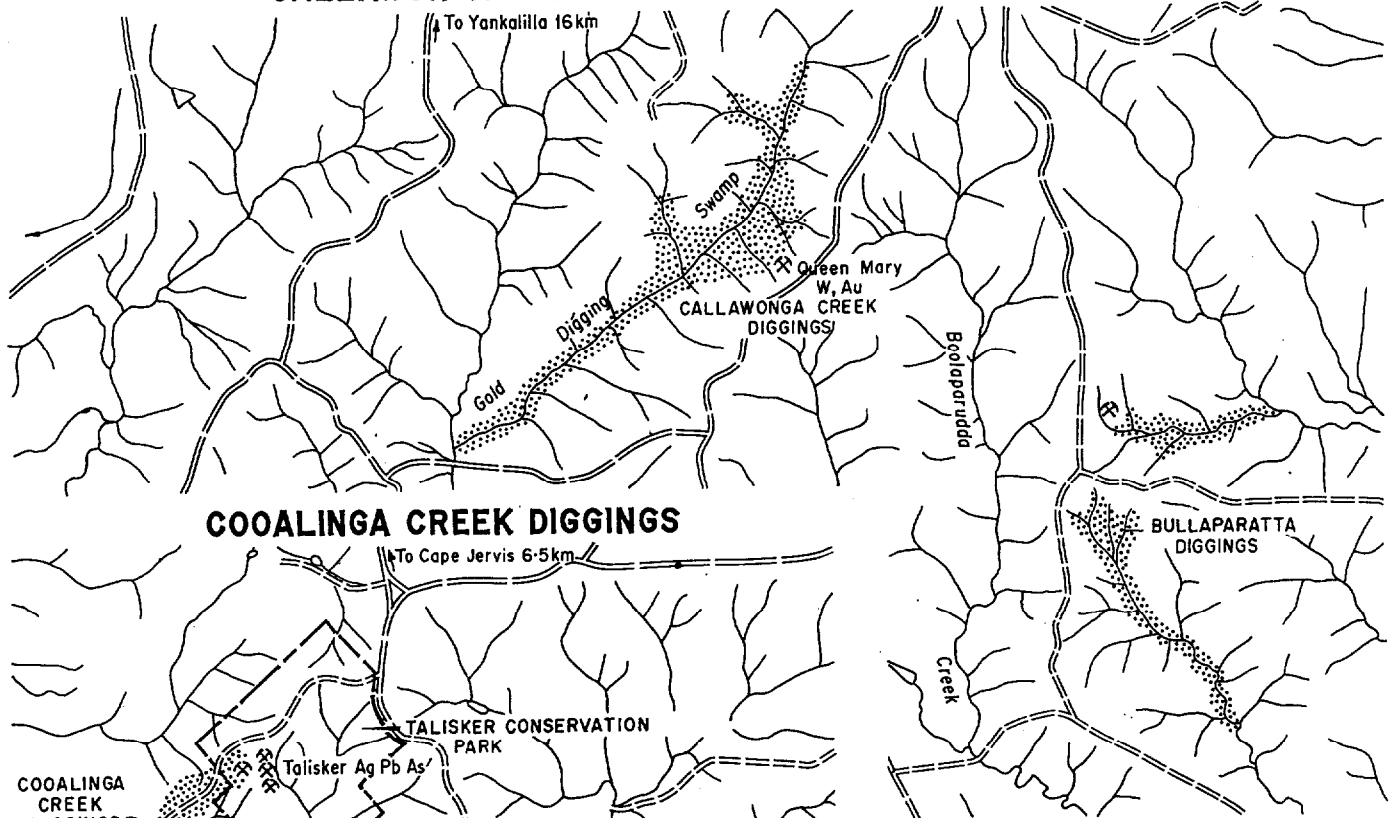 To Yankalilla 16km
Swamp
Digging
Gold
Queen Mary
W, Au
CALLAWONGA CREEK
DIGGINGS
Boolaparudda
Creek
BULLAPARATTA
DIGGINGS
COOALINGA CREEK DIGGINGS
To Cape Jervis 6·5km
TALISKER CONSERVATION
PARK
Talisker Ag Pb As
COOALINGA
CREEK